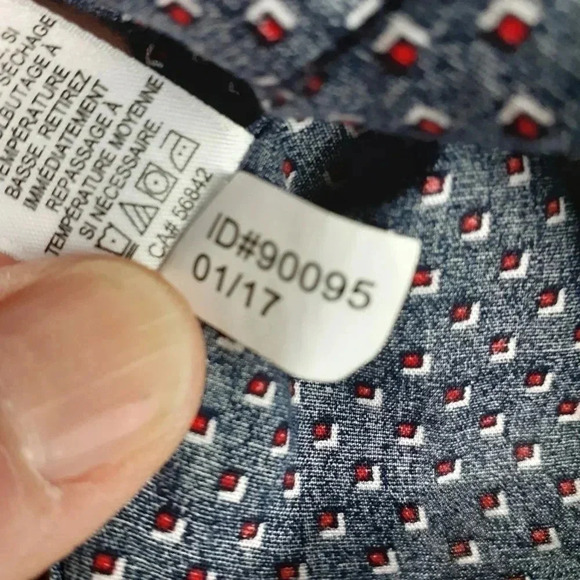 SI
SÉCHAGE
CULBUTAGE À
TEMPÉRATURE
BASSE. RETIREZ
IMMÉDIATEMENT
REPASSAGE À
TEMPÉRATURE MOYENNE
SI NÉCESSAIRE.
CA# 56842
ID#90095
01/17